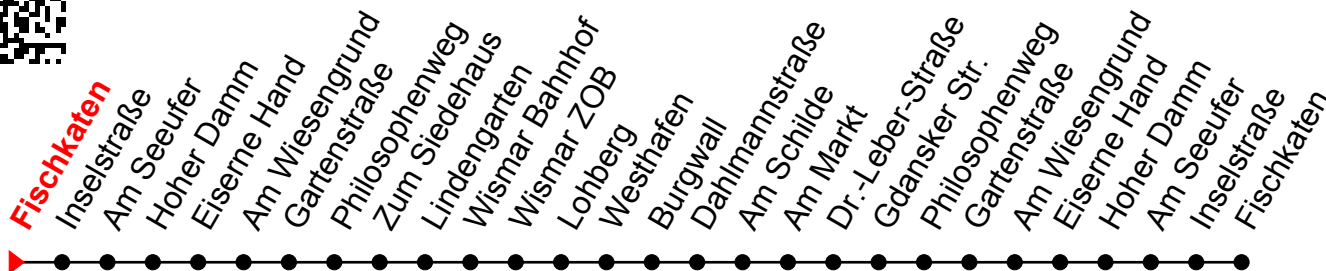 Fischkaten
Inselstraße
Am Seeufer
Hoher Damm
Eiserne Hand
Am Wiesengrund
Gartenstraße
Philosophenweg
Zum Siedehaus
Lindengarten
Wismar Bahnhof
Wismar ZOB
Lohberg
Westhafen
Burgwall
Dahlmannstraße
Am Schilde
Am Markt
Dr.-Leber-Straße
Gdansker Str.
Philosophenweg
Gartenstraße
Am Wiesengrund
Eiserne Hand
Hoher Damm
Am Seeufer
Inselstraße
Fischkaten